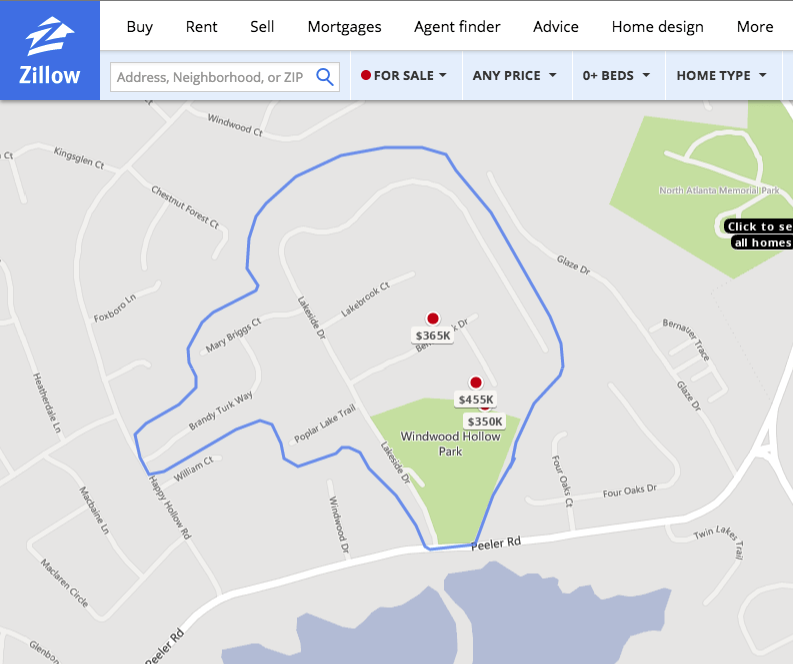 Buy
Rent
Sell
Mortgages
Agent finder
Advice
Home design
More
Zillow
Address, Neighborhood, or ZIP
FOR SALE
ANY PRICE
0+ BEDS
HOME TYPE
Windwood Ct
Ct
Kingsglen Ct
Chestnut Forest Ct
North Atlanta Memorial Park
Click to se
all homes
Glaze Dr
Foxboro Ln
Lakeside Dr
Lakebrook Ct
Mary Briggs Ct
$365K
k Dr
Bernauer Trace
Heatherdale Ln
$455K
Glaze Dr
Brandy Turk Way
Poplar Lake Trail
$350K
Windwood Hollow
Park
Lakeside Dr
William Ct
Happy Hollow Rd
Macbaine Ln
Windwood Dr
Four Oaks Ct
Four Oaks Dr
Peeler Rd
Twin Lakes Trail
Maclaren Circle
Peeler Rd
Glenbo